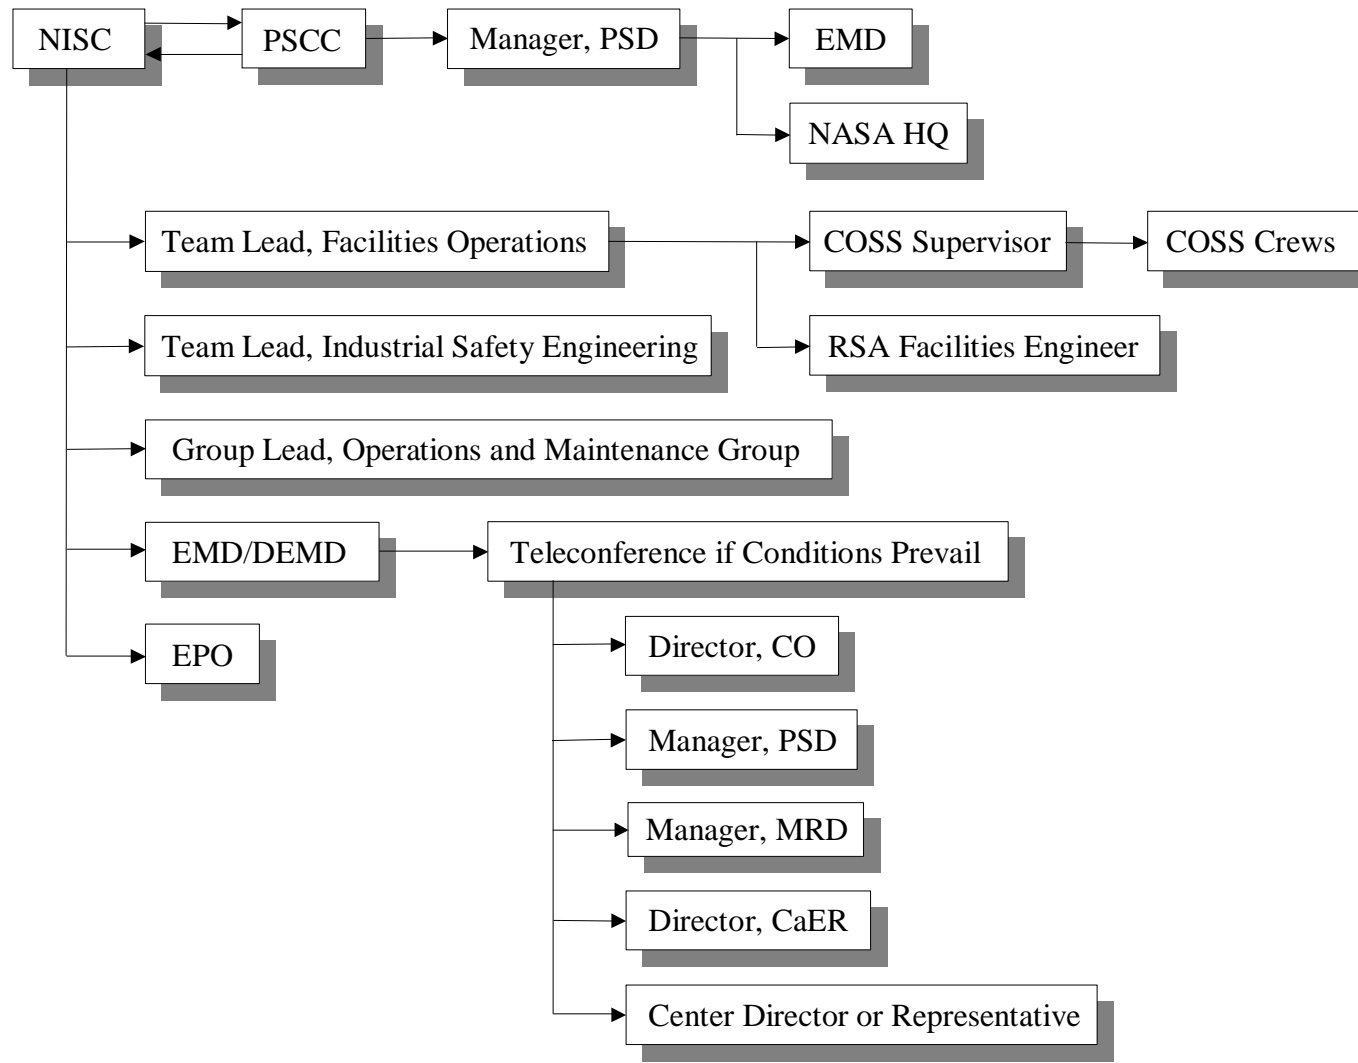 NISC
PSCC
Manager, PSD
EMD
NASA HQ
Team Lead, Facilities Operations
COSS Supervisor
COSS Crews
Team Lead, Industrial Safety Engineering
RSA Facilities Engineer
Group Lead, Operations and Maintenance Group
EMD/DEMD
Teleconference if Conditions Prevail
EPO
Director, CO
Manager, PSD
Manager, MRD
Director, CaER
Center Director or Representative